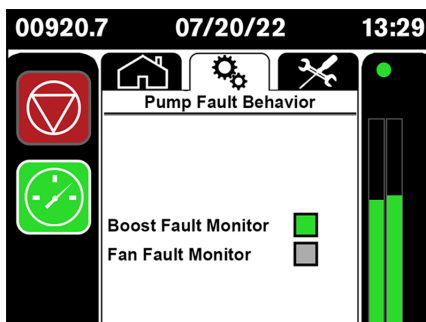 00920.7 07/20/22 13:29
Pump Fault Behavior
Boost Fault Monitor
Fan Fault Monitor